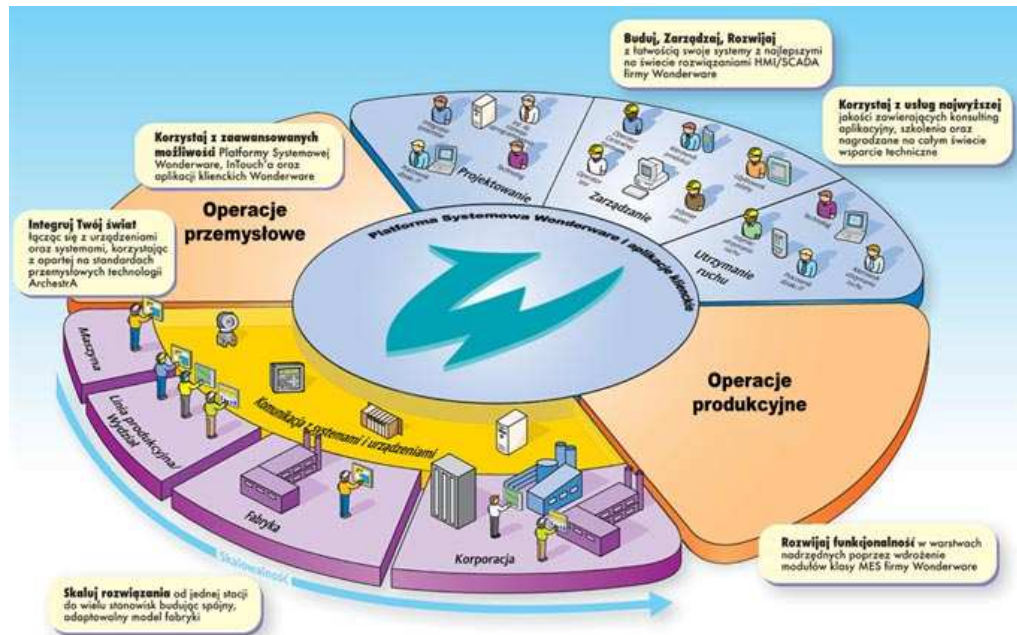 Buduj, Zarządzaj, Rozwijaj
z łatwością swoje systemy z najlepszymi
na świecie rozwiązaniami HMI/SCADA
firmy Wonderware
Korzystaj z usług najwyższej
jakości zawierających konsulting
aplikacyjny, szkolenia oraz
nagradzane na całym świecie
wsparcie techniczne
Korzystaj z zaawansowanych
możliwości Platformy Systemowej
Wonderware, InTouch'a oraz
aplikacji klienckich Wonderware
Integruj Twój świat
łącząc się z urządzeniami
oraz systemami, korzystając
z opartej na standardach
przemysłowych technologii
ArchestrA
Operacje
przemysłowe
Projektowanie
Zarządzanie
Utrzymanie
ruchu
Platforma Systemowa Wonderware i aplikacje klienckie
Operacje
produkcyjne
Komunikacja z systemami i urządzeniami
Maszyna
Linia produkcyjna/
Wydział
Fabryka
Korporacja
Skalowalność
Skaluj rozwiązania od jednej stacji
do wielu stanowisk budując spójny,
adaptowalny model fabryki
Rozwijaj funkcjonalność w warstwach
nadrzędnych poprzez wdrożenie
modułów klasy MES firmy Wonderware